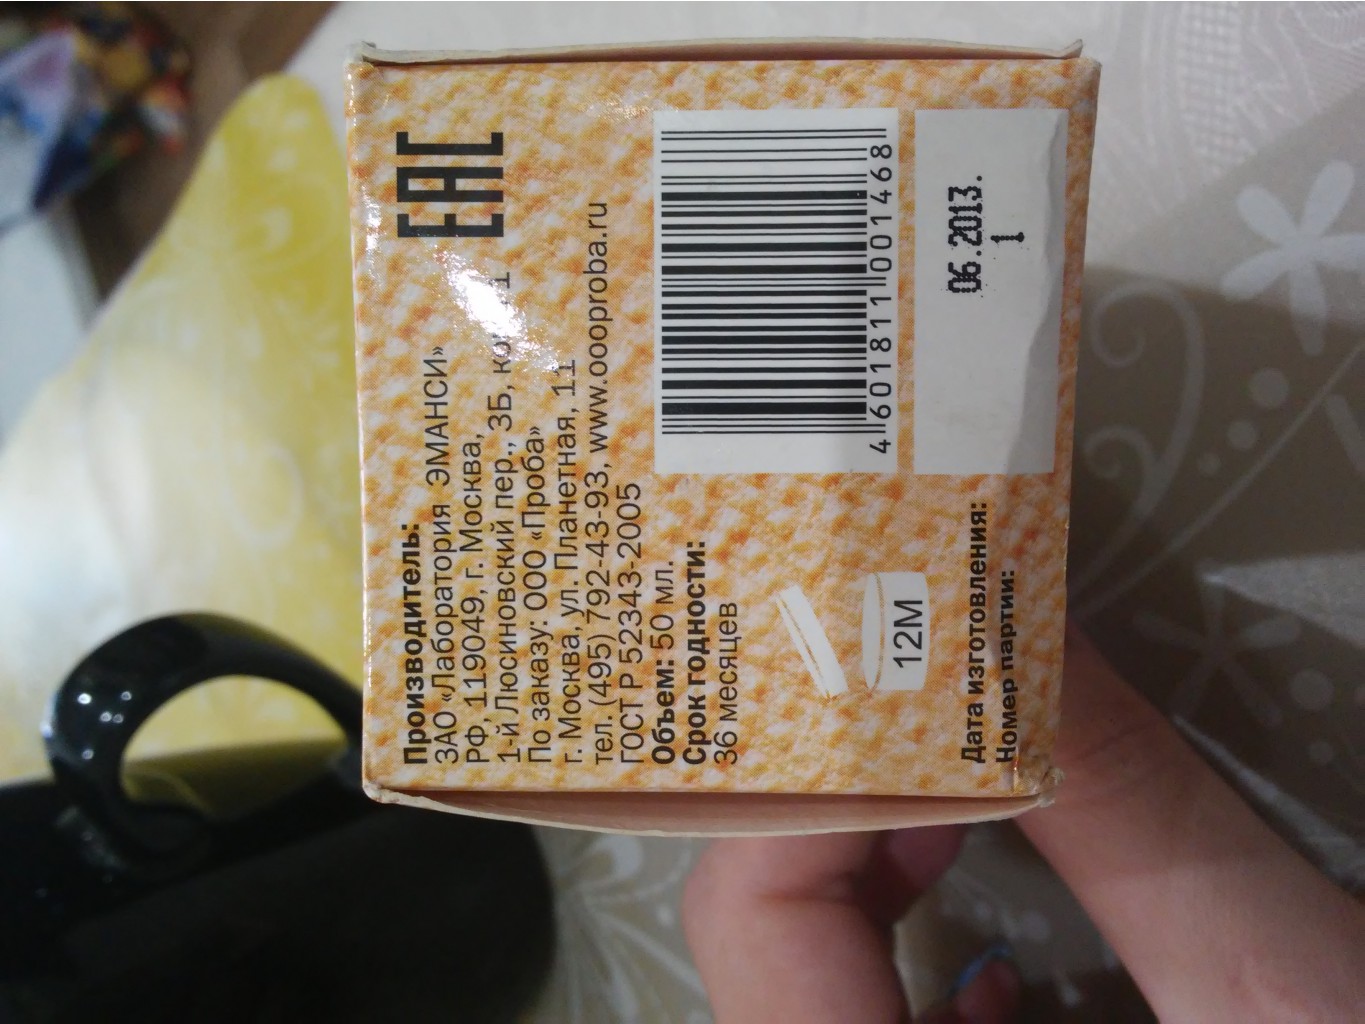 Производитель:
ЗАО «Лаборатория ЭМАНСИ»
РФ, 119049, г. Москва,
1-й Люсиновский пер., 3Б, 1
По заказу: ООО «Проба»
г. Москва, ул. Планетная, 11
тел. (495) 792-43-93, www.oooproba.ru
ГОСТ Р 52343-2005
Объем: 50 мл.
Срок годности:
36 месяцев
12М
EAC
4 601811 001468
Дата изготовления: 06.2013.
Номер партии: 1